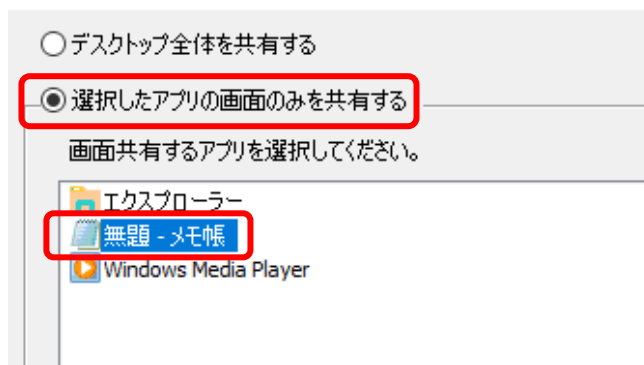 デスクトップ全体を共有する
選択したアプリの画面のみを共有する
画面共有するアプリを選択してください。
エクスプローラー
無題 - メモ帳
Windows Media Player